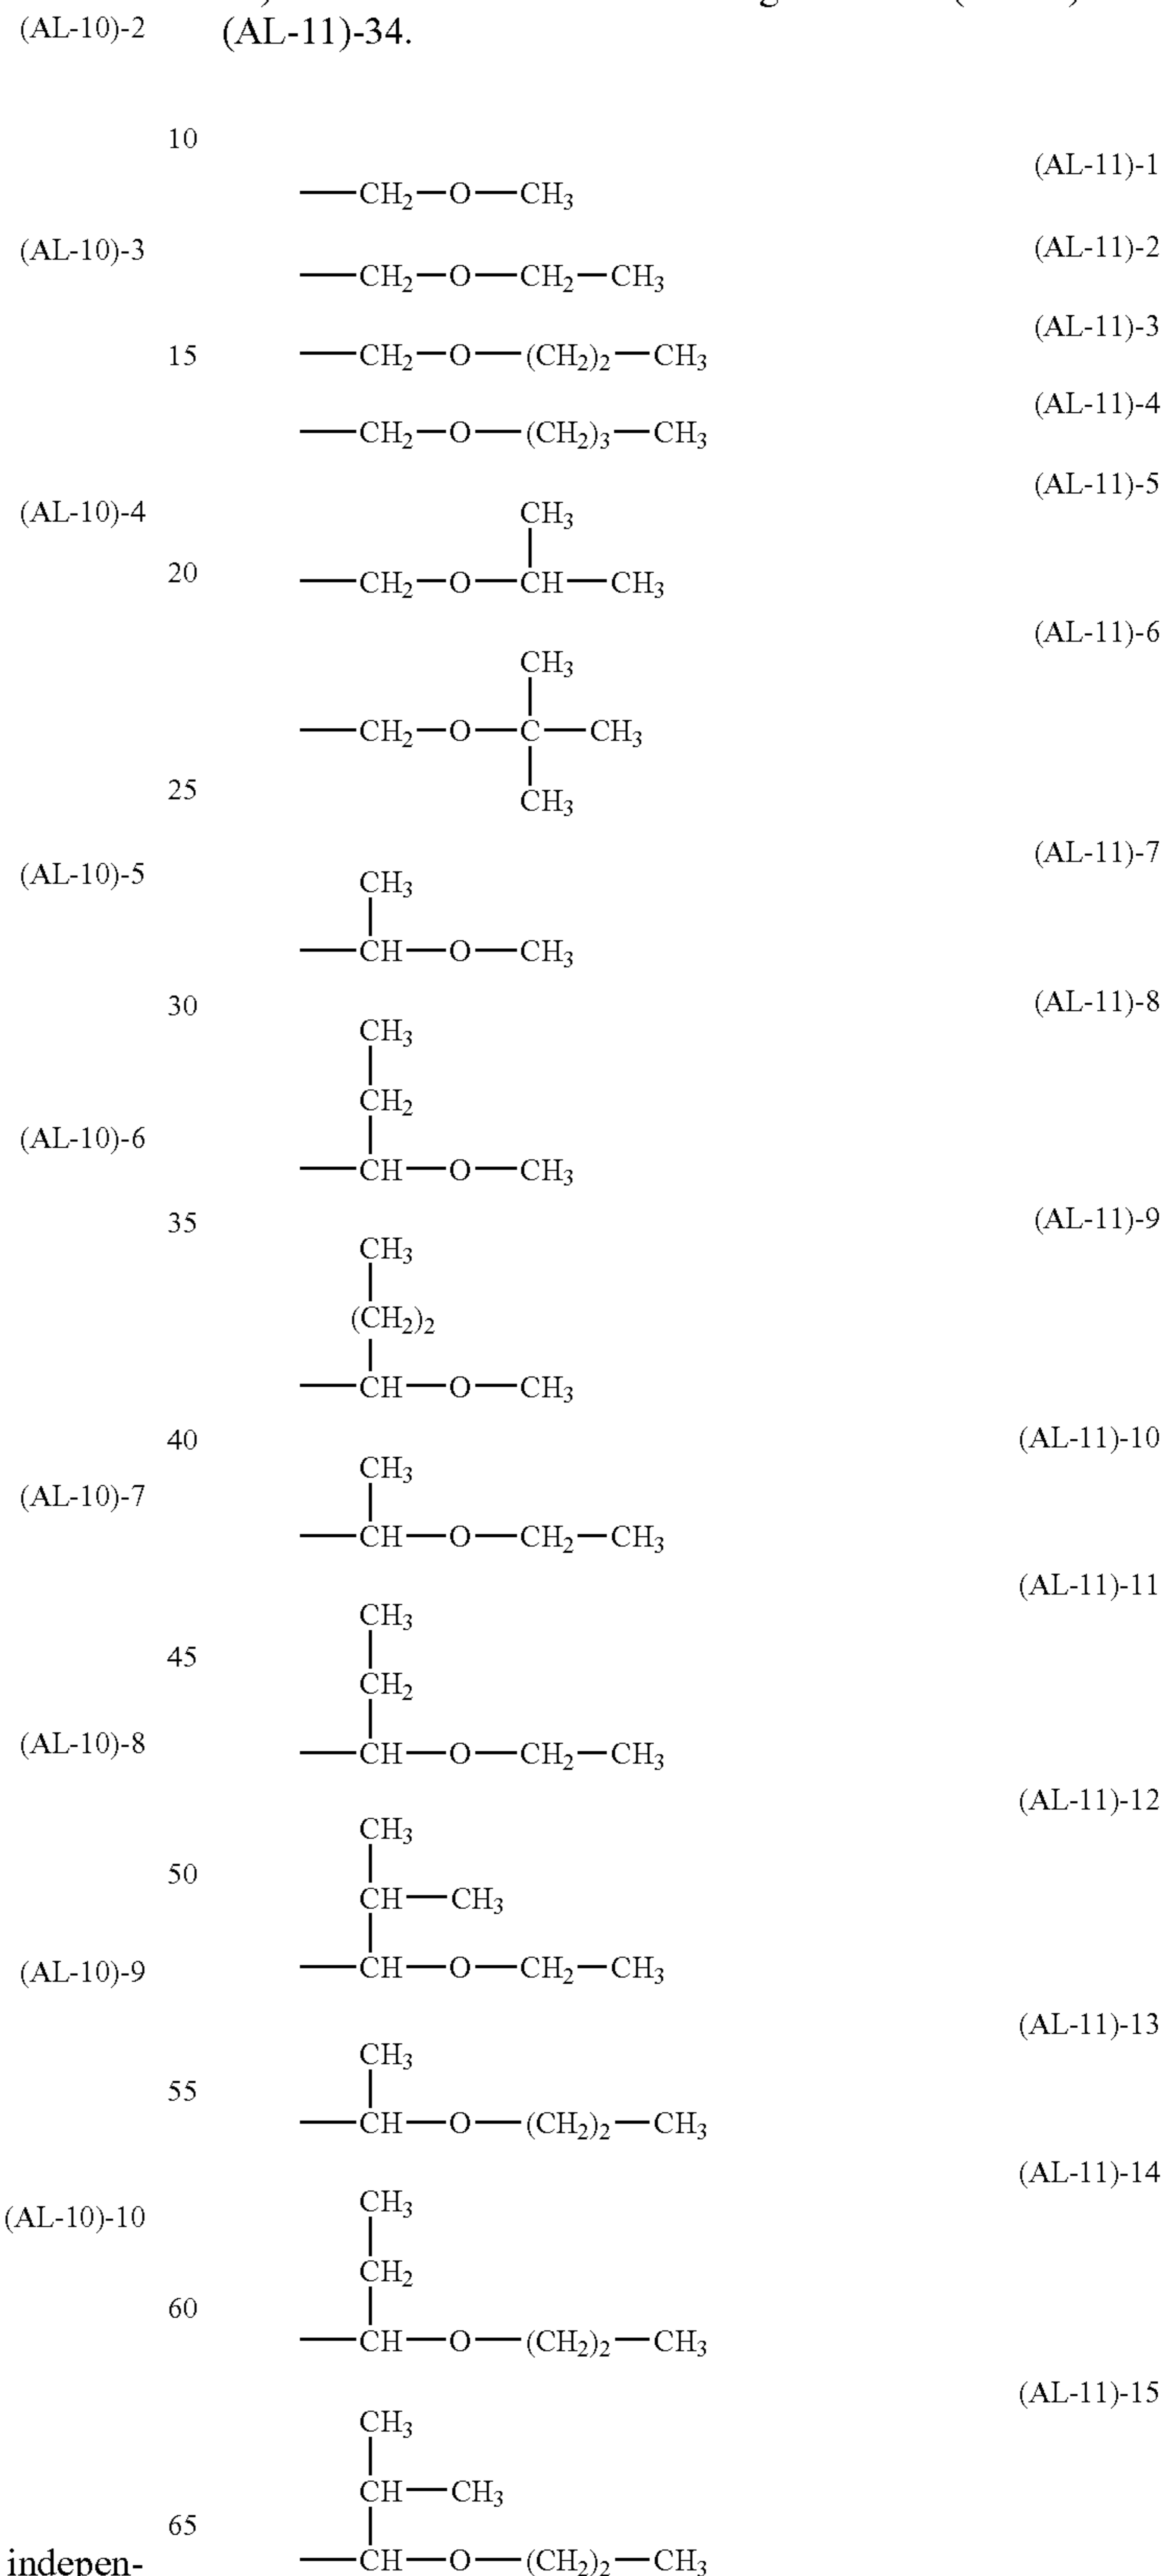 (AL-10)-2 (AL-11)-34.
10
(AL-11)-1
—CH₂—O—CH₃
(AL-10)-3 (AL-11)-2
—CH₂—O—CH₂—CH₃
(AL-11)-3
15 —CH₂—O—(CH₂)₂—CH₃
(AL-11)-4
—CH₂—O—(CH₂)₃—CH₃
(AL-11)-5
(AL-10)-4 CH₃
20 —CH₂—O—CH—CH₃
(AL-11)-6
CH₃
—CH₂—O—C—CH₃
25 CH₃
(AL-11)-7
(AL-10)-5 CH₃
—CH—O—CH₃
30 (AL-11)-8
CH₃
CH₂
(AL-10)-6
—CH—O—CH₃
35 (AL-11)-9
CH₃
(CH₂)₂
—CH—O—CH₃
40 (AL-11)-10
CH₃
(AL-10)-7
—CH—O—CH₂—CH₃
(AL-11)-11
CH₃
45
CH₂
(AL-10)-8 —CH—O—CH₂—CH₃
(AL-11)-12
CH₃
50
CH—CH₃
(AL-10)-9 —CH—O—CH₂—CH₃
(AL-11)-13
CH₃
55
—CH—O—(CH₂)₂—CH₃
(AL-11)-14
CH₃
(AL-10)-10
CH₂
60
—CH—O—(CH₂)₂—CH₃
(AL-11)-15
CH₃
CH—CH₃
65
indepen- —CH—O—(CH₂)₂—CH₃